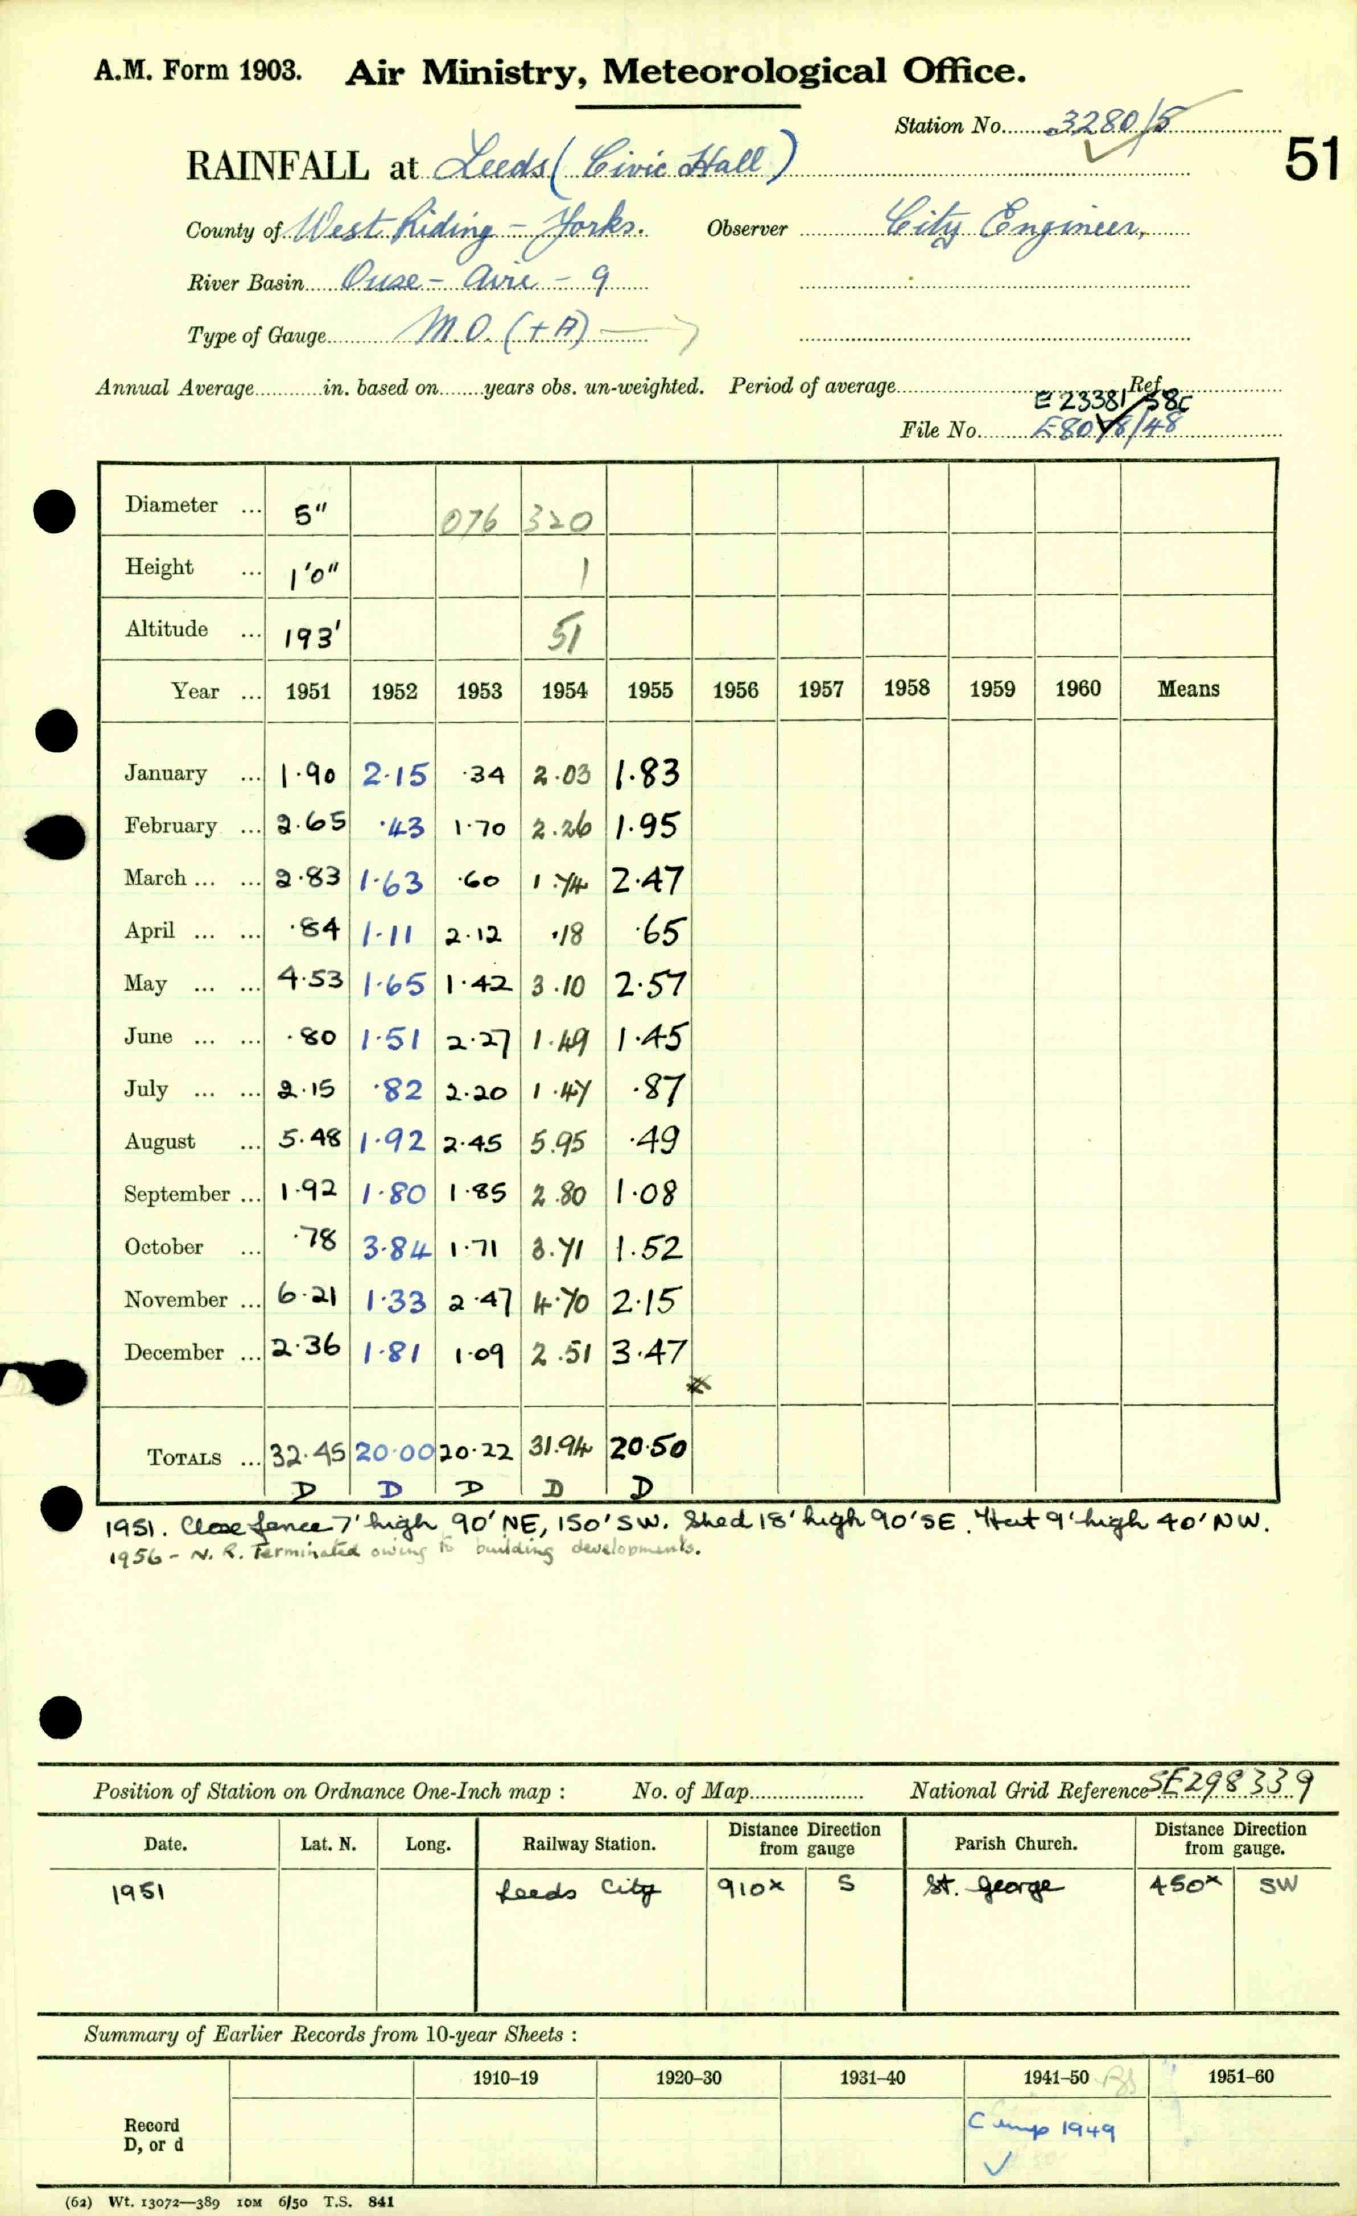 A.M. Form 1903. Air Ministry, Meteorological Office.
Station No. 3280/5
51
RAINFALL at Leeds (Civic Hall)
County of West Riding - Yorks. Observer City Engineer,
River Basin Ouse - Aire - 9
Type of Gauge M.O. (+A)
Annual Average in. based on years obs. un-weighted. Period of average Ref
E 23381/58c
File No. E8078/48
Diameter ... 5" 076 320
Height ... 1'0" 1
Altitude ... 193' 51
Year ... 1951 1952 1953 1954 1955 1956 1957 1958 1959 1960 Means
January ... 1.90 2.15 .34 2.03 1.83
February ... 2.65 .43 1.70 2.26 1.95
March ... ... 2.83 1.63 .60 1.74 2.47
April ... ... .84 1.11 2.12 .18 .65
May ... ... 4.53 1.65 1.42 3.10 2.57
June ... ... .80 1.51 2.27 1.49 1.45
July ... ... 2.15 .82 2.20 1.47 .87
August ... 5.48 1.92 2.45 5.95 .49
September ... 1.92 1.80 1.85 2.80 1.08
October ... .78 3.84 1.71 3.71 1.52
November ... 6.21 1.33 2.47 4.70 2.15
December ... 2.36 1.81 1.09 2.51 3.47
TOTALS ... 32.45 20.00 20.22 31.94 20.50
D D D D D
1951. Close fence 7' high 90' NE, 150' SW. Shed 18' high 90' SE. Hut 9' high 40' NW.
1956 - N. R. Terminated owing to building developments.
Position of Station on Ordnance One-Inch map : No. of Map National Grid Reference SE298339
Date. Lat. N. Long. Railway Station. Distance from gauge Direction Parish Church. Distance from gauge. Direction
1951 Leeds City 910x S St. George 450x SW
Summary of Earlier Records from 10-year Sheets :
1910–19 1920–30 1931–40 1941–50 1951–60
Record
D, or d
Comp 1949
(62) Wt. 13072—389 10M 6/50 T.S. 841